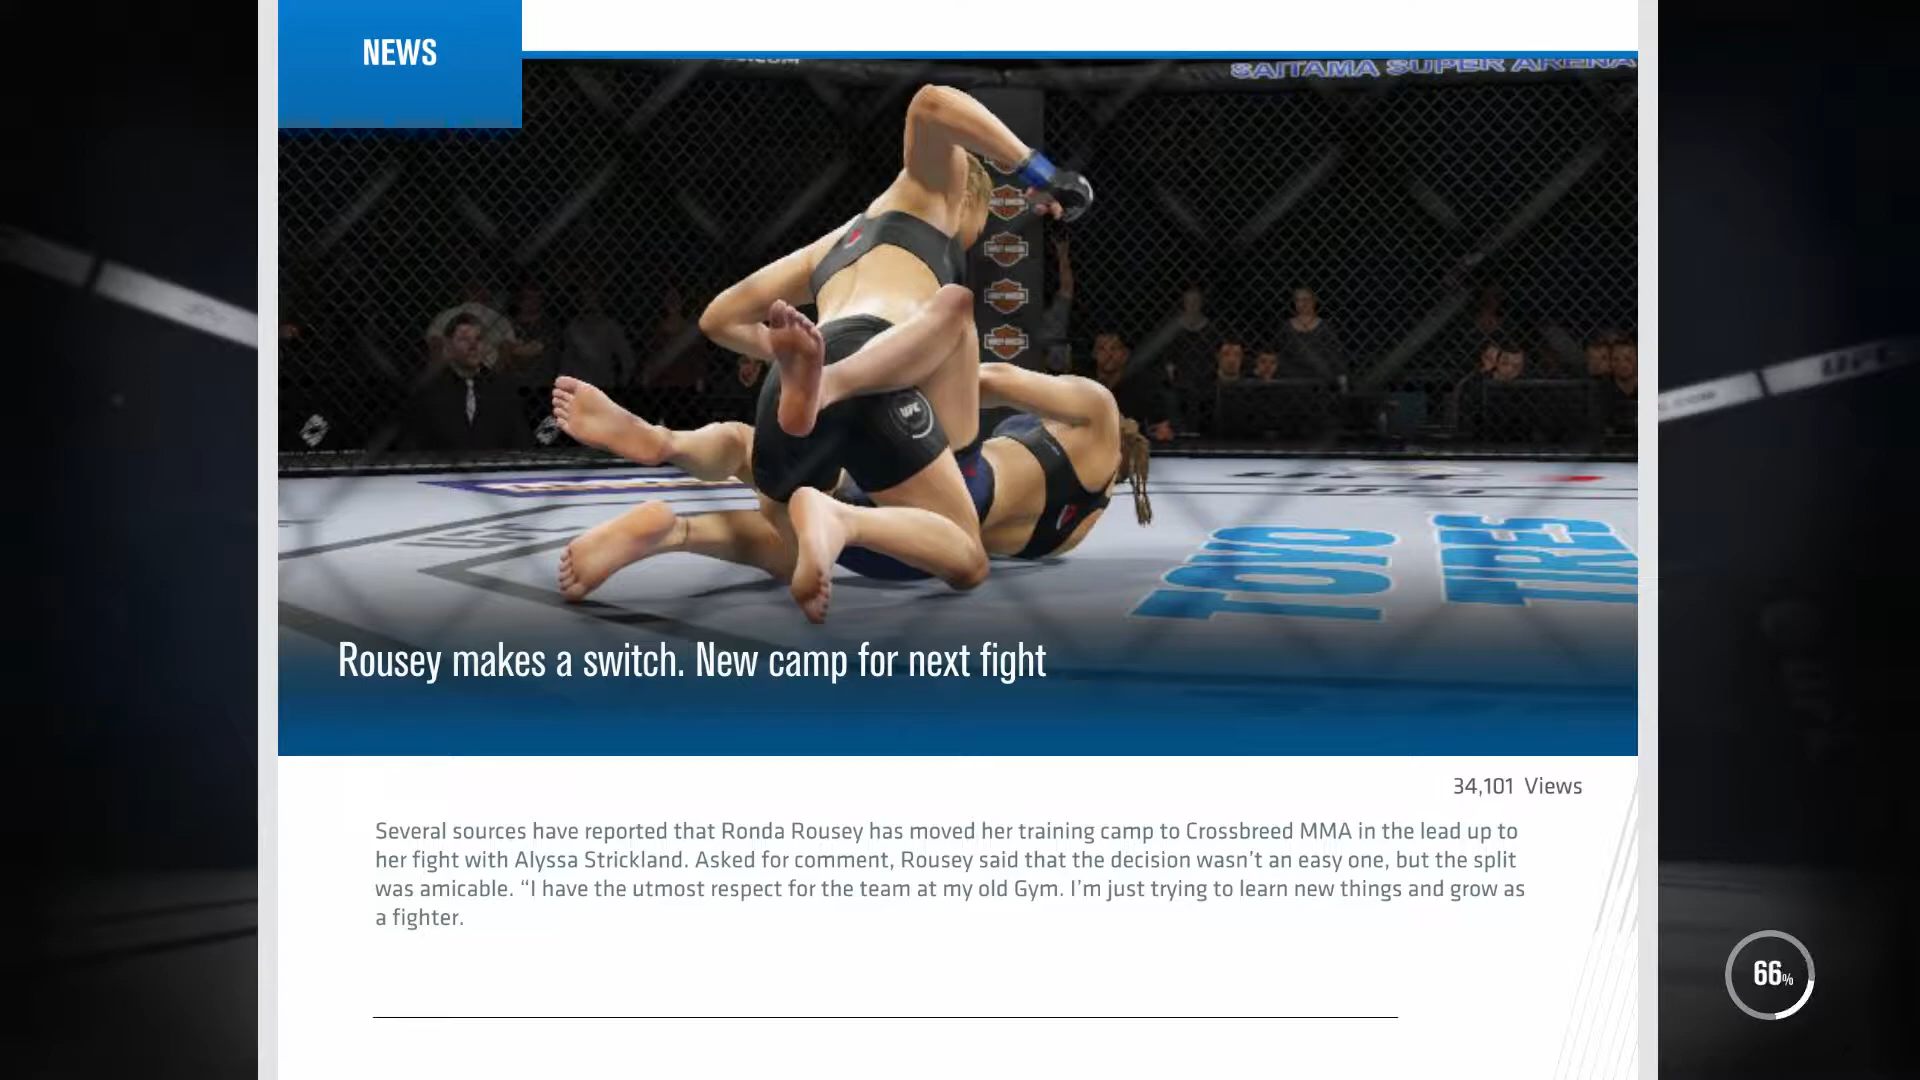 NEWS
SAITAMA SUPER ARENA
UFC
UFC
TOYO
TIRES
Rousey makes a switch. New camp for next fight
34,101 Views
Several sources have reported that Ronda Rousey has moved her training camp to Crossbreed MMA in the lead up to
her fight with Alyssa Strickland. Asked for comment, Rousey said that the decision wasn't an easy one, but the split
was amicable. “I have the utmost respect for the team at my old Gym. I'm just trying to learn new things and grow as
a fighter.
66%